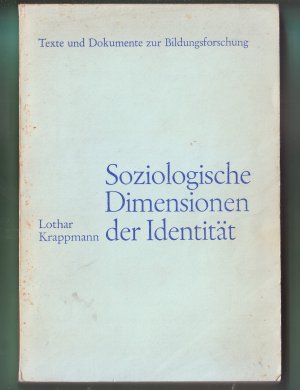 Texte und Dokumente zur Bildungsforschung
Soziologische
Dimensionen
der Identität
Lothar
Krappmann